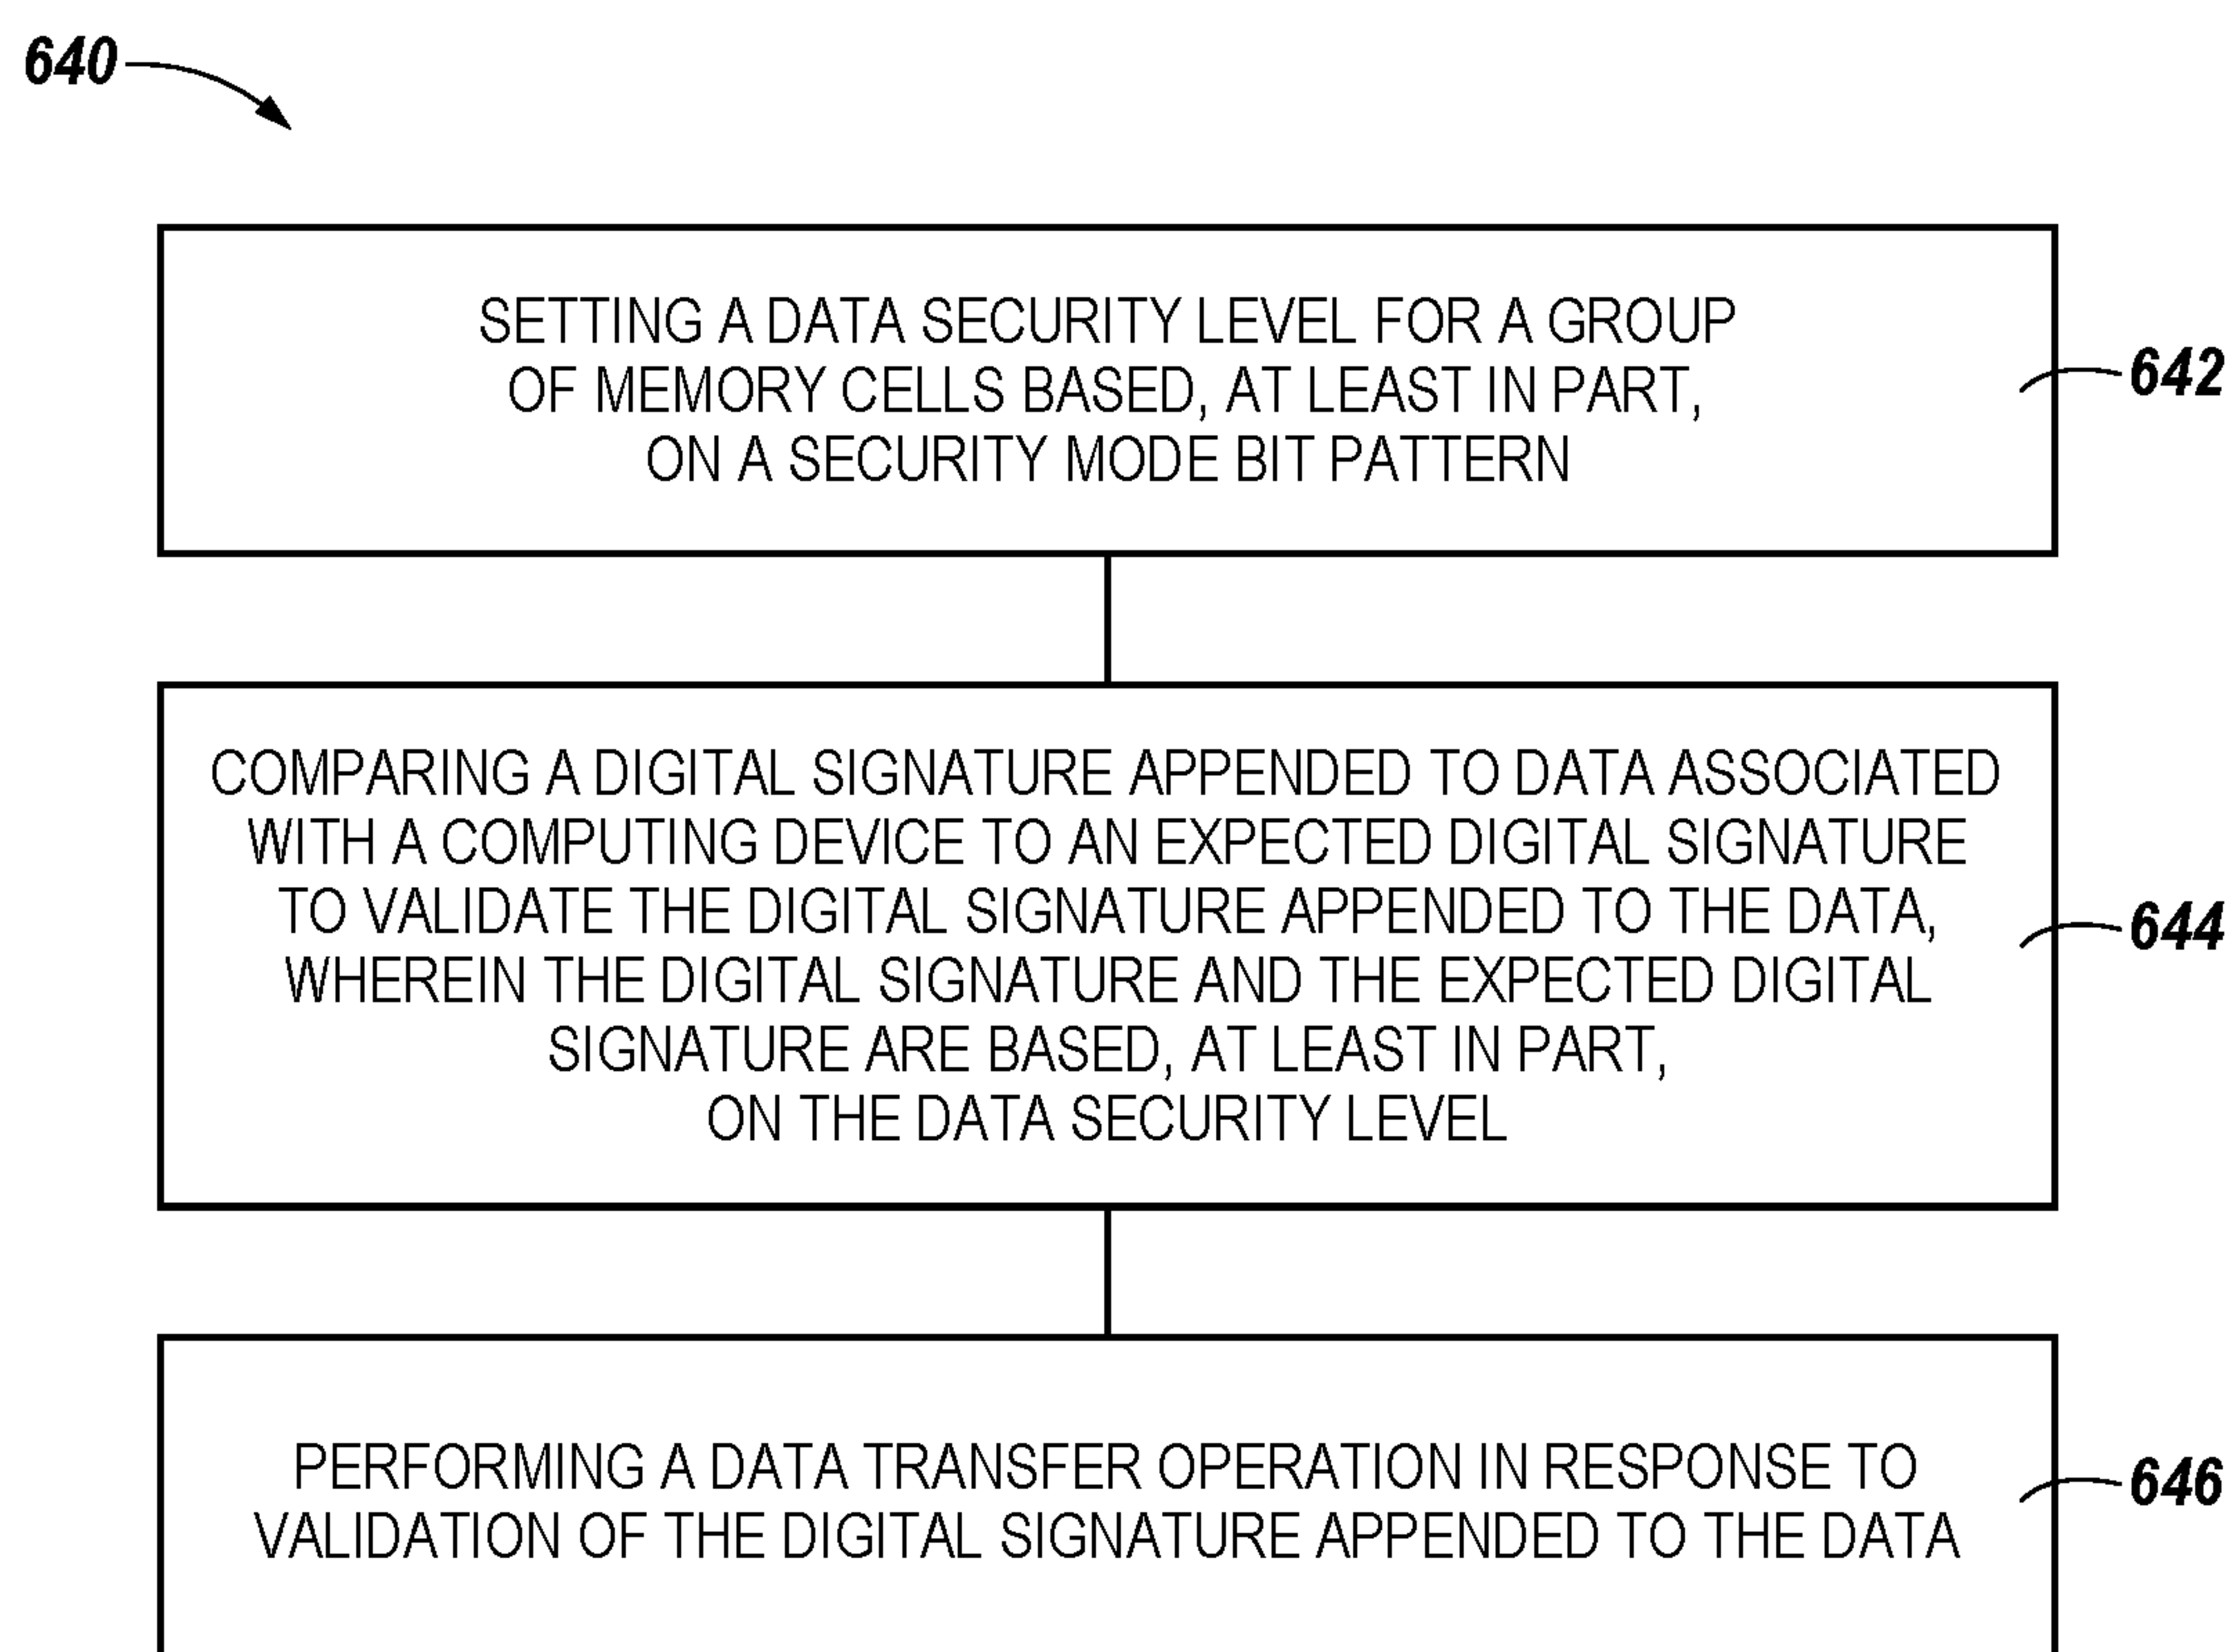 640
SETTING A DATA SECURITY LEVEL FOR A GROUP
OF MEMORY CELLS BASED, AT LEAST IN PART,
ON A SECURITY MODE BIT PATTERN
642
COMPARING A DIGITAL SIGNATURE APPENDED TO DATA ASSOCIATED
WITH A COMPUTING DEVICE TO AN EXPECTED DIGITAL SIGNATURE
TO VALIDATE THE DIGITAL SIGNATURE APPENDED TO THE DATA,
WHEREIN THE DIGITAL SIGNATURE AND THE EXPECTED DIGITAL
SIGNATURE ARE BASED, AT LEAST IN PART,
ON THE DATA SECURITY LEVEL
644
PERFORMING A DATA TRANSFER OPERATION IN RESPONSE TO
VALIDATION OF THE DIGITAL SIGNATURE APPENDED TO THE DATA
646